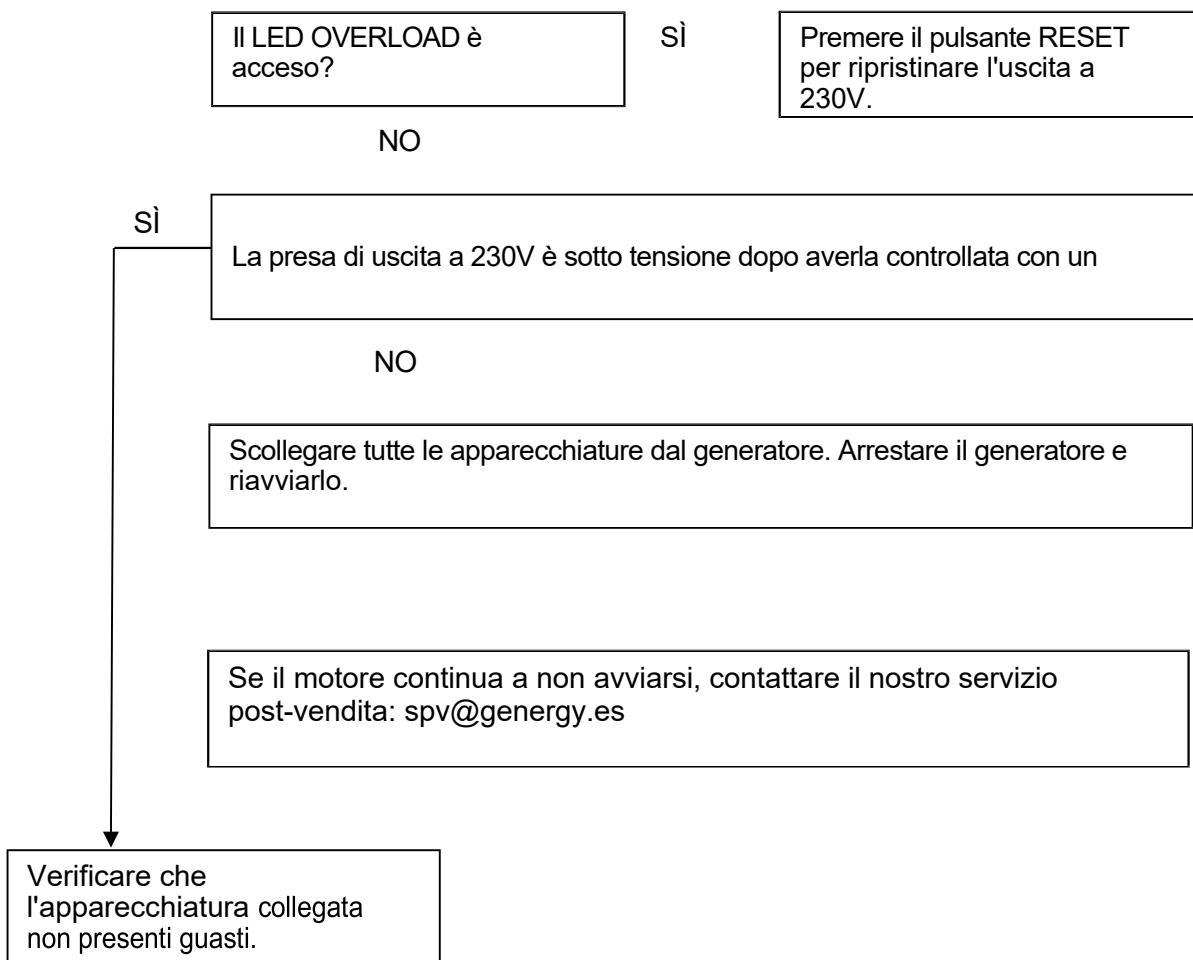 Il LED OVERLOAD è
acceso?
SÌ
Premere il pulsante RESET
per ripristinare l'uscita a
230V.
NO
SÌ
La presa di uscita a 230V è sotto tensione dopo averla controllata con un
NO
Scollegare tutte le apparecchiature dal generatore. Arrestare il generatore e
riavviarlo.
Se il motore continua a non avviarsi, contattare il nostro servizio
post-vendita: spv@genergy.es
Verificare che
l'apparecchiatura collegata
non presenti guasti.